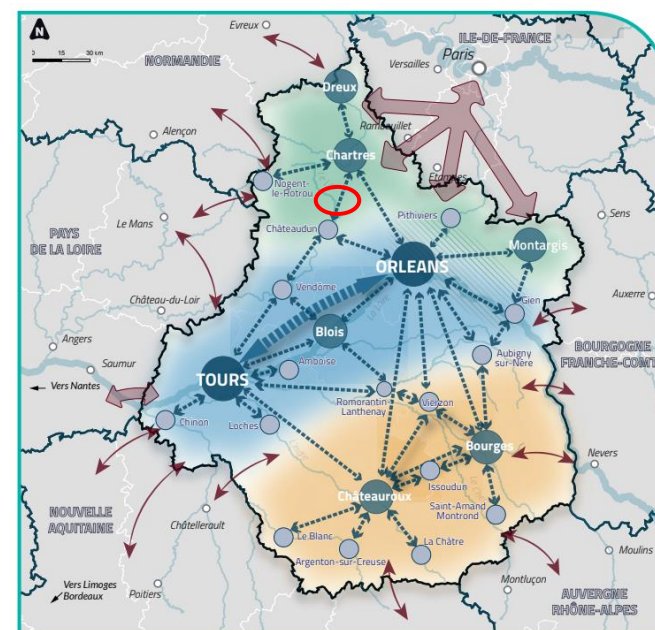 Evreux
ILE-DE-FRANCE
0 15 30 km
NORMANDIE
Versailles
Paris
Dreux
Rambouillet
Alençon
Chartres
Etampes
Nogent-
le-Rotrou
Le Mans
Pithiviers
Sens
Châteaudun
PAYS
DE LA LOIRE
Montargis
ORLEANS
Vendôme
Auxerre
Château-du-Loir
Gien
Blois
Angers
BOURGOGNE
FRANCHE-COMT
Aubigny
sur-Nère
Saumur
Amboise
TOURS
Vers Nantes
Romorantin
Lanthenay
Vierzon
Chinon
Loches
Bourges
Nevers
Issoudun
Châteauroux
NOUVELLE
AQUITAINE
Saint-Amand
Montrond
Châtellerault
Le Blanc
La Châtre
Argenton-sur-Creuse
Moulins
Montluçon
Vers Limoges
Bordeaux
Poitiers
AUVERGNE
RHÔNE-ALPES